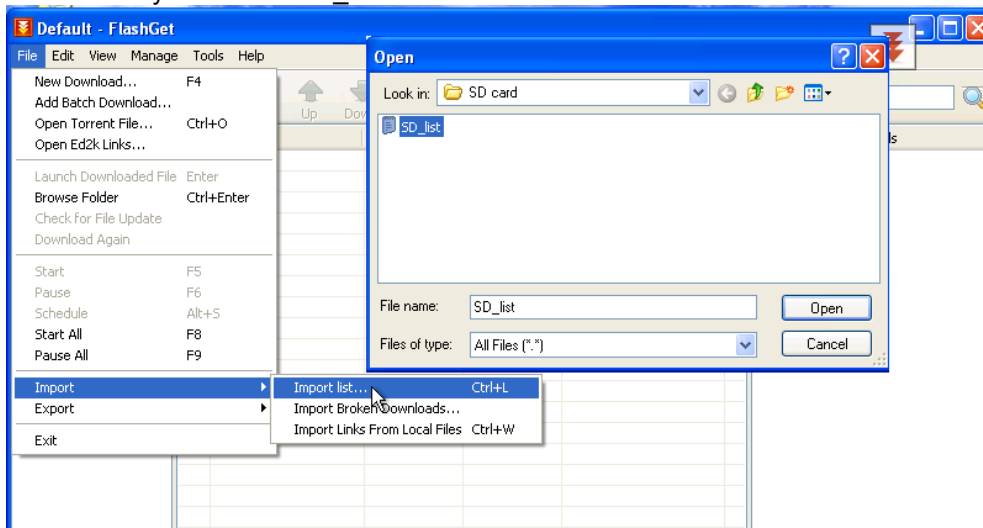 Default - FlashGet
File Edit View Manage Tools Help
New Download... F4
Add Batch Download...
Open Torrent File... Ctrl+O
Open Ed2k Links...
Launch Downloaded File Enter
Browse Folder Ctrl+Enter
Check for File Update
Download Again
Start F5
Pause F6
Schedule Alt+S
Start All F8
Pause All F9
Import
Export
Exit
Import list... Ctrl+L
Import Broken Downloads...
Import Links From Local Files Ctrl+W
Up
Open
Look in: SD card
SD_list
File name: SD_list Open
Files of type: All Files (*.*) Cancel